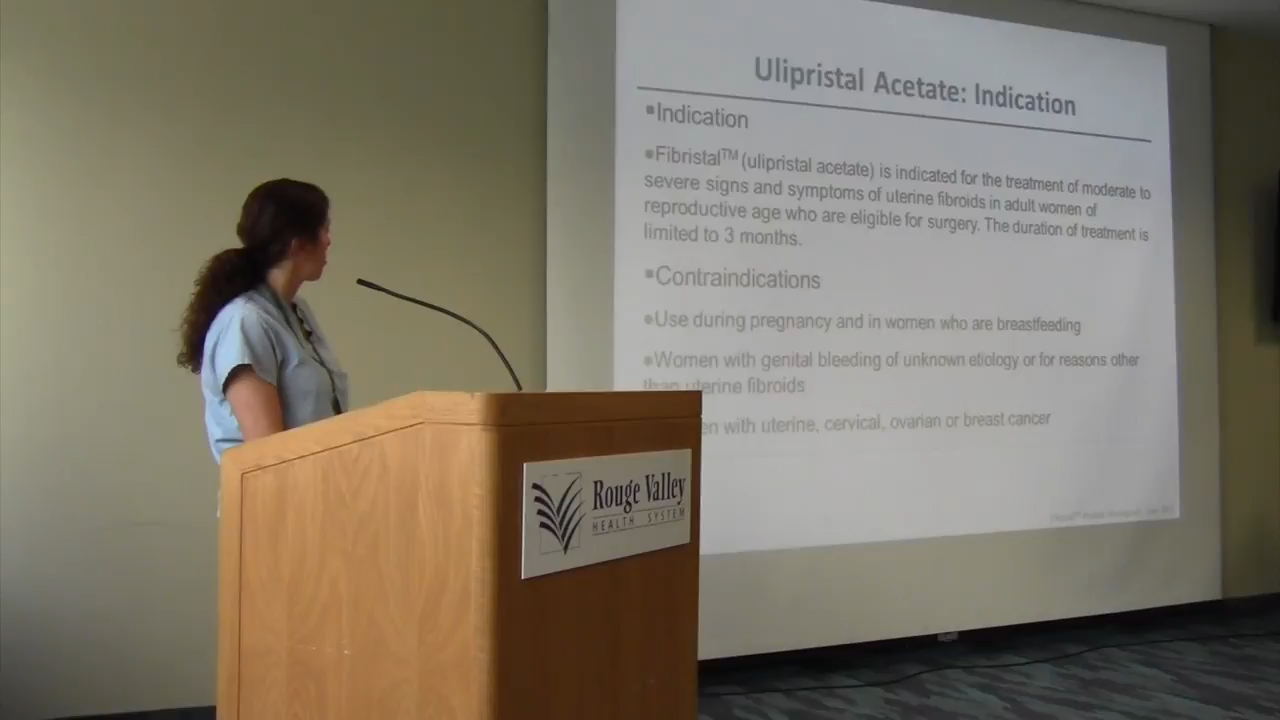 Ulipristal Acetate: Indication
▪Indication
●Fibristal™ (ulipristal acetate) is indicated for the treatment of moderate to
severe signs and symptoms of uterine fibroids in adult women of
reproductive age who are eligible for surgery. The duration of treatment is
limited to 3 months.
▪Contraindications
●Use during pregnancy and in women who are breastfeeding
●Women with genital bleeding of unknown etiology or for reasons other
than uterine fibroids
en with uterine, cervical, ovarian or breast cancer
Rouge Valley
HEALTH SYSTEM